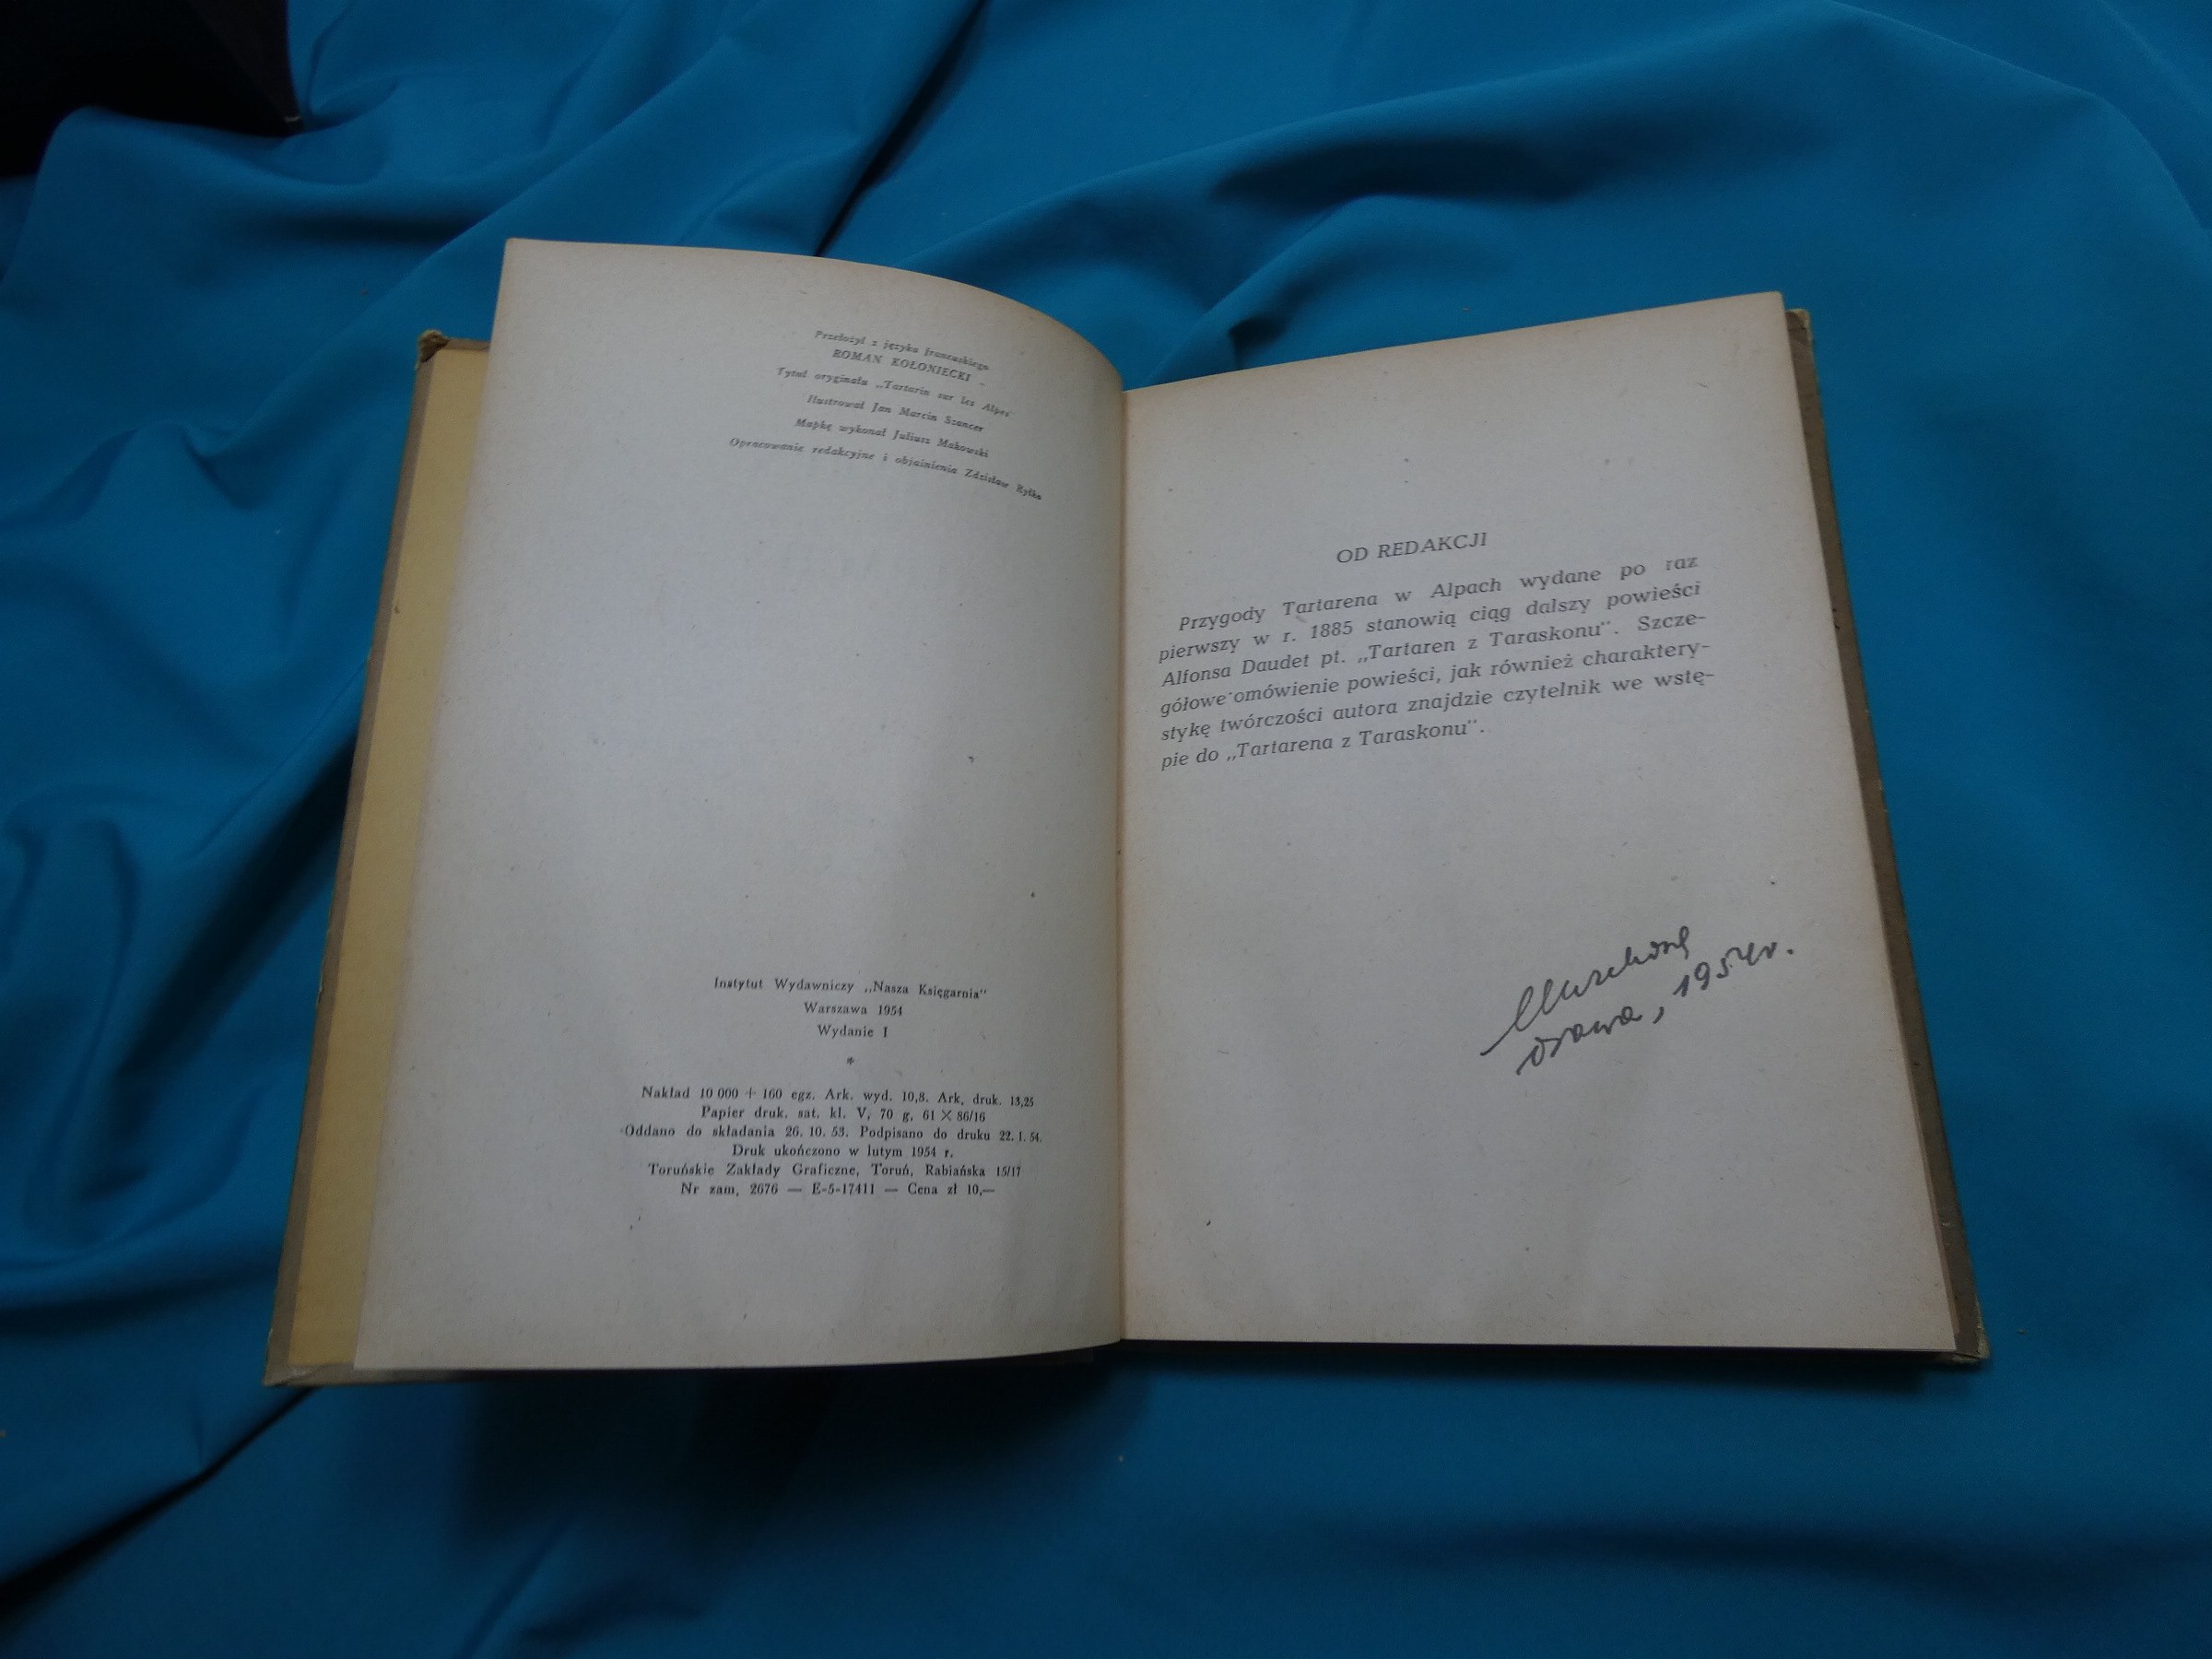 Przełożył z języka francuskiego
ROMAN KOŁONIECKI
Tytuł oryginału „Tartarin sur les Alpes"
Ilustrował Jan Marcin Szancer
Mapkę wykonał Juliusz Makowski
Opracowanie redakcyjne i objaśnienia Zdzisław Ryłko
Instytut Wydawniczy „Nasza Księgarnia"
Warszawa 1954
Wydanie I
*
Nakład 10 000 + 160 egz. Ark. wyd. 10,8. Ark. druk. 13,25
Papier druk. sat. kl. V, 70 g. 61 × 86/16
Oddano do składania 26. 10. 53. Podpisano do druku 22. 1. 54.
Druk ukończono w lutym 1954 r.
Toruńskie Zakłady Graficzne, Toruń, Rabiańska 15/17
Nr zam. 2676 — E-5-17411 — Cena zł 10,—
OD REDAKCJI
Przygody Tartarena w Alpach wydane po raz
pierwszy w r. 1885 stanowią ciąg dalszy powieści
Alfonsa Daudet pt. „Tartaren z Taraskonu". Szcze-
gółowe omówienie powieści, jak również charaktery-
stykę twórczości autora znajdzie czytelnik we wstę-
pie do „Tartarena z Taraskonu".
1954r.